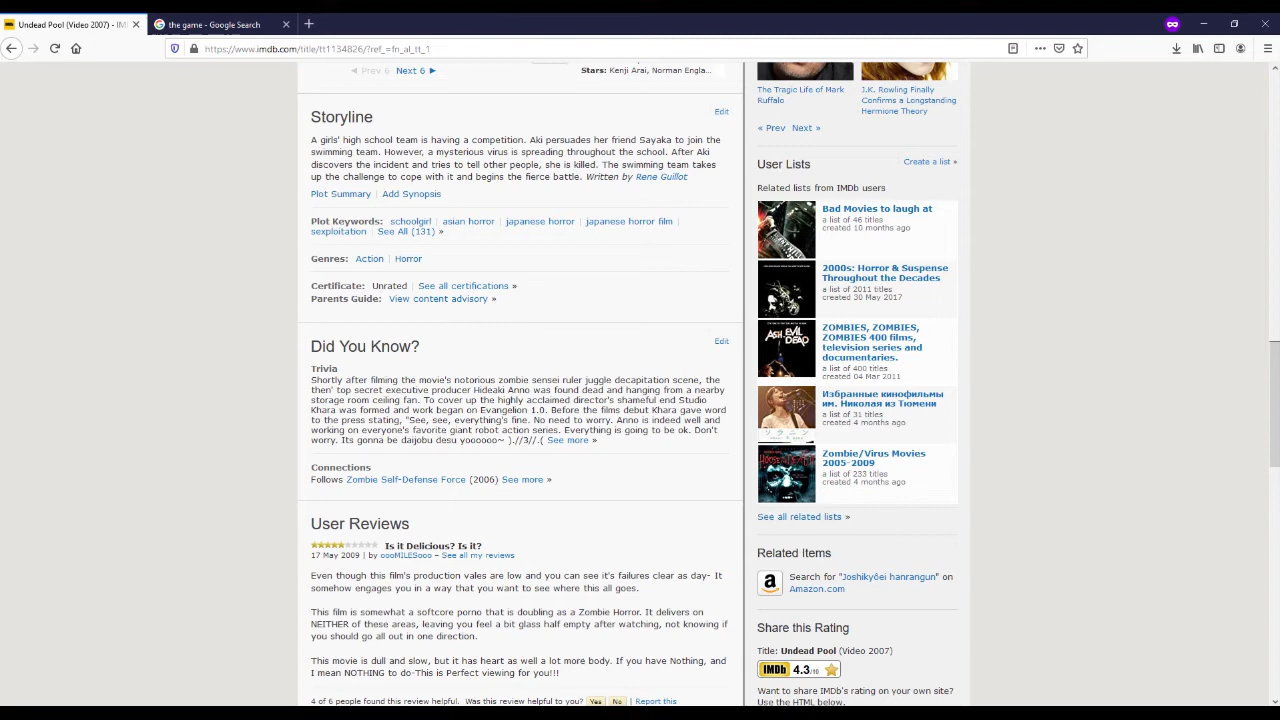 Undead Pool (Video 2007) - IM
the game - Google Search
https://www.imdb.com/title/tt1134826/?ref_=fn_al_tt_1
◀ Prev 6 Next 6 ▶
Stars: Kenji Arai, Norman Engla...
Storyline
Edit
A girls' high school team is having a competition. Aki persuades her friend Sayaka to join the
swimming team. However, a mysterious virus is spreading throughout the school. After Aki
discovers the incident and tries to tell other people, she is killed. The swimming team takes
up the challenge to cope with it and begins the fierce battle. Written by Rene Guillot
Plot Summary | Add Synopsis
Plot Keywords: schoolgirl | asian horror | japanese horror | japanese horror film |
sexploitation | See All (131) »
Genres: Action | Horror
Certificate: Unrated | See all certifications »
Parents Guide: View content advisory »
Did You Know?
Edit
Trivia
Shortly after filming the movie's notorious zombie sensei ruler juggle decapitation scene, the
then' top secret executive producer Hideaki Anno was found dead and hanging from a nearby
storage room ceiling fan. To cover up the highly acclaimed director's shameful end Studio
Khara was formed and work began on Evangelion 1.0. Before the films debut Khara gave word
to the press stating, "See, see, everything's fine. No need to worry. Anno is indeed well and
working on everyone's favorite giant robot action series. Everything is going to be ok. Don't
worry. Its gonna be daijobu desu yoooooo~ ).//3//.( See more »
Connections
Follows Zombie Self-Defense Force (2006) See more »
User Reviews
Is it Delicious? Is it?
17 May 2009 | by oooMILESooo – See all my reviews
Even though this film's production vales are low and you can see it's failures clear as day- It
somehow engages you in a way that you want to see where this all goes.
This film is somewhat a softcore porno that is doubling as a Zombie Horror. It delivers on
NEITHER of these areas, leaving you feel a bit glass half empty after watching, not knowing if
you should go all out in one direction.
This movie is dull and slow, but it has heart as well a lot more body. If you have Nothing, and
I mean NOTHING to do-This is Perfect viewing for you!!!
4 of 6 people found this review helpful. Was this review helpful to you? Yes No | Report this
The Tragic Life of Mark
Ruffalo
J.K. Rowling Finally
Confirms a Longstanding
Hermione Theory
« Prev Next »
User Lists
Create a list »
Related lists from IMDb users
Bad Movies to laugh at
a list of 46 titles
created 10 months ago
2000s: Horror & Suspense
Throughout the Decades
a list of 2011 titles
created 30 May 2017
ASH EVIL
DEAD
ZOMBIES, ZOMBIES,
ZOMBIES 400 films,
television series and
documentaries.
a list of 400 titles
created 04 Mar 2011
Избранные кинофильмы
им. Николая из Тюмени
a list of 31 titles
created 4 months ago
Zombie/Virus Movies
2005-2009
a list of 233 titles
created 4 months ago
See all related lists »
Related Items
a
Search for "Joshikyôei hanrangun" on
Amazon.com
Share this Rating
Title: Undead Pool (Video 2007)
IMDb 4.3/10
Want to share IMDb's rating on your own site?
Use the HTML below.